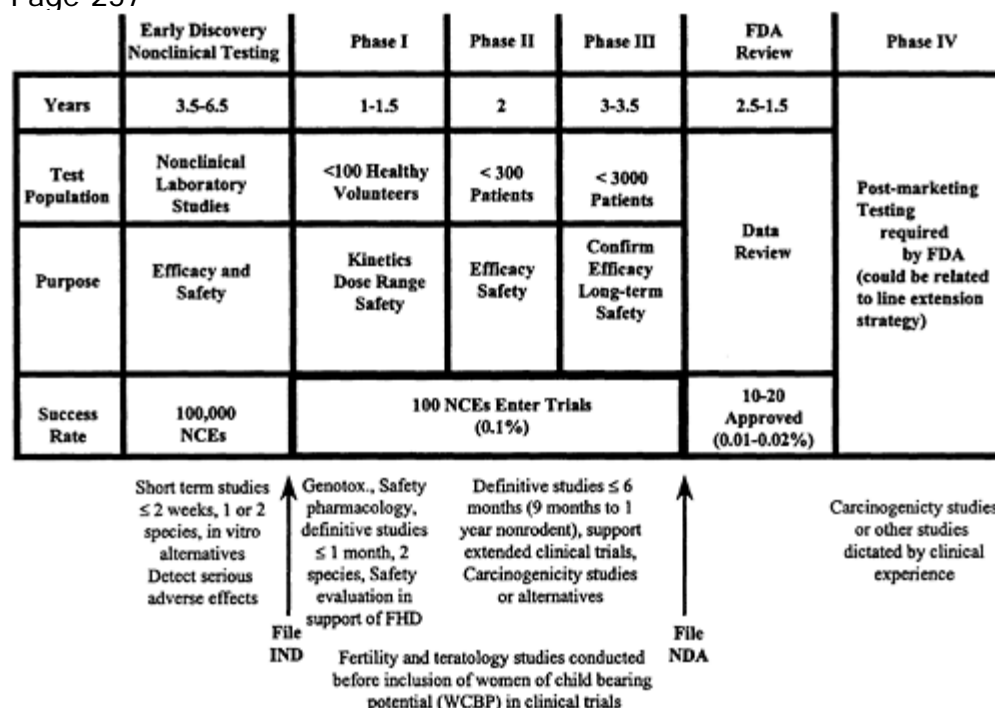 Page 257
Early Discovery
Nonclinical Testing
Phase I
Phase II
Phase III
FDA
Review
Phase IV
Years
3.5-6.5
1-1.5
2
3-3.5
2.5-1.5
Test
Population
Nonclinical
Laboratory
Studies
<100 Healthy
Volunteers
< 300
Patients
< 3000
Patients
Data
Review
Post-marketing
Testing
required
by FDA
(could be related
to line extension
strategy)
Purpose
Efficacy and
Safety
Kinetics
Dose Range
Safety
Efficacy
Safety
Confirm
Efficacy
Long-term
Safety
Success
Rate
100,000
NCEs
100 NCEs Enter Trials
(0.1%)
10-20
Approved
(0.01-0.02%)
Short term studies
≤ 2 weeks, 1 or 2
species, in vitro
alternatives
Detect serious
adverse effects
File
IND
Genotox., Safety
pharmacology,
definitive studies
≤ 1 month, 2
species, Safety
evaluation in
support of FHD
Definitive studies ≤ 6
months (9 months to 1
year nonrodent), support
extended clinical trials,
Carcinogenicity studies
or alternatives
File
NDA
Carcinogenicty studies
or other studies
dictated by clinical
experience
Fertility and teratology studies conducted
before inclusion of women of child bearing
potential (WCBP) in clinical trials